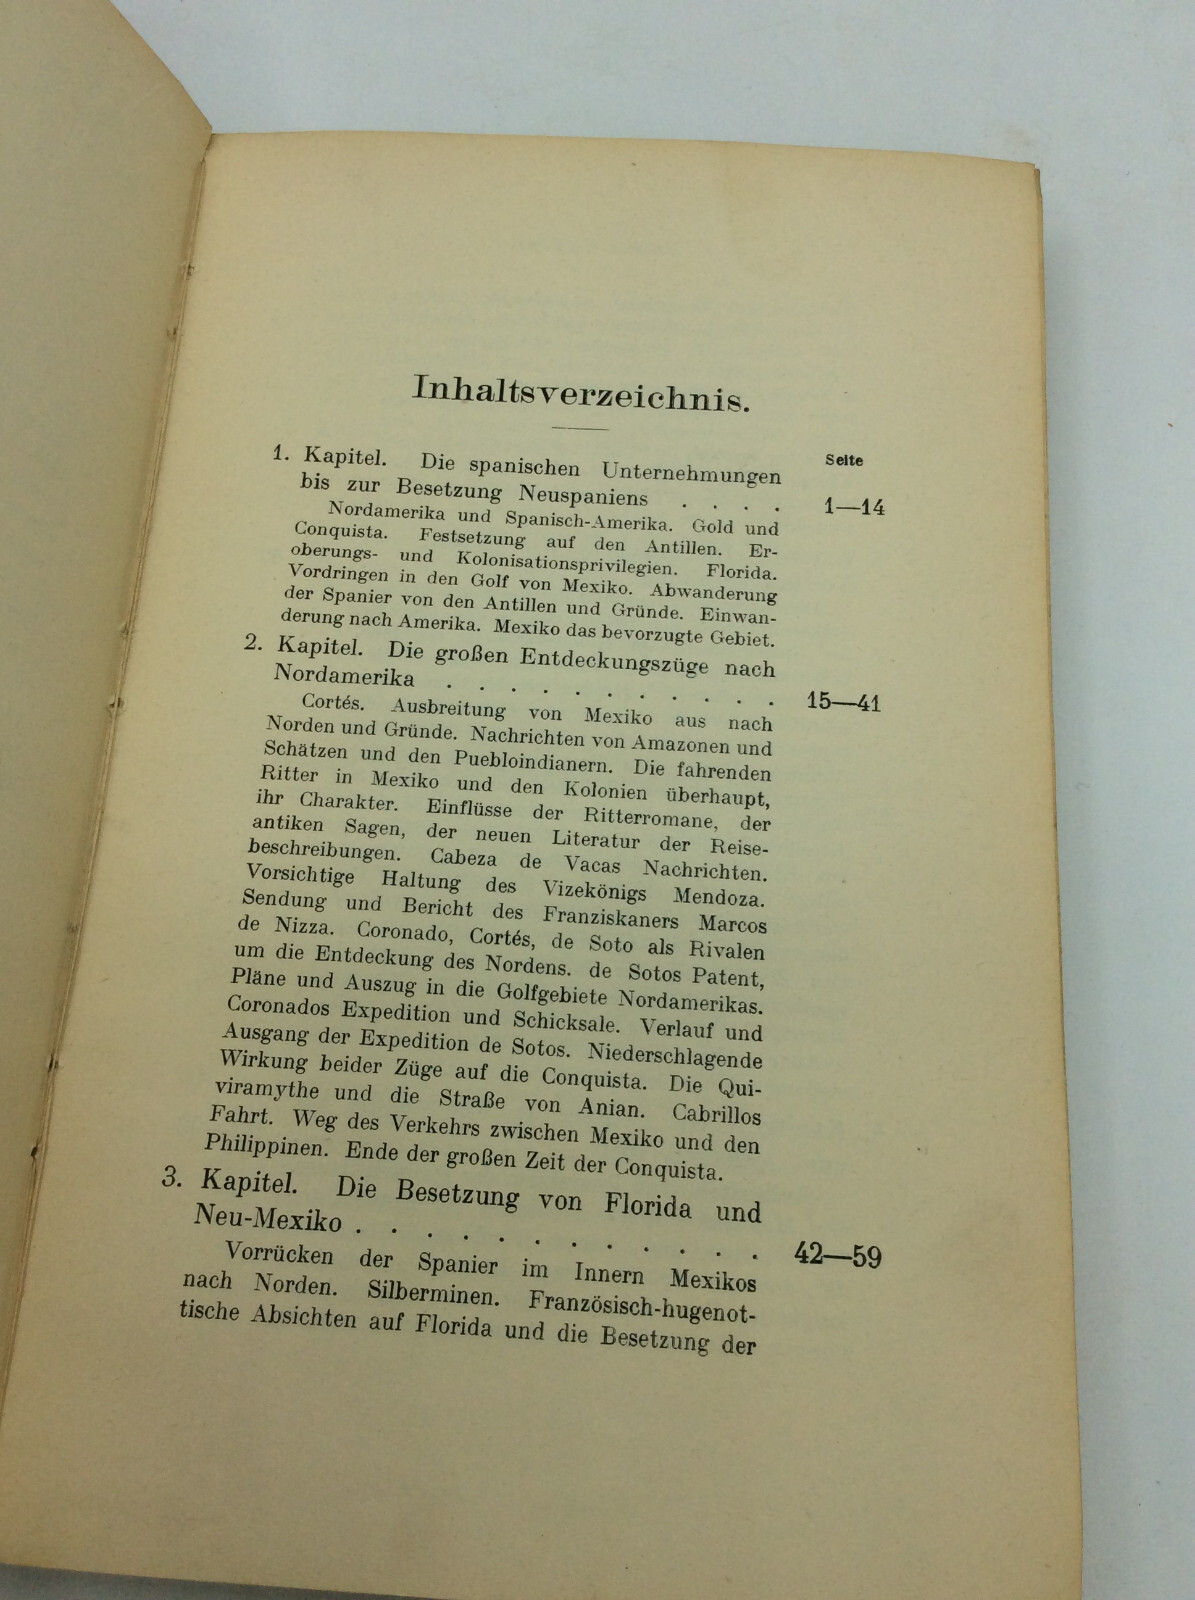 Inhaltsverzeichnis.
Seite
1. Kapitel. Die spanischen Unternehmungen
bis zur Besetzung Neuspaniens . . . . 1—14
Nordamerika und Spanisch-Amerika. Gold und
Conquista. Festsetzung auf den Antillen. Er-
oberungs- und Kolonisationsprivilegien. Florida.
Vordringen in den Golf von Mexiko. Abwanderung
der Spanier von den Antillen und Gründe. Einwan-
derung nach Amerika. Mexiko das bevorzugte Gebiet.
2. Kapitel. Die großen Entdeckungszüge nach
Nordamerika . . . . . . . . . . . 15—41
Cortés. Ausbreitung von Mexiko aus nach
Norden und Gründe. Nachrichten von Amazonen und
Schätzen und den Puebloindianern. Die fahrenden
Ritter in Mexiko und den Kolonien überhaupt,
ihr Charakter. Einflüsse der Ritterromane, der
antiken Sagen, der neuen Literatur der Reise-
beschreibungen. Cabeza de Vacas Nachrichten.
Vorsichtige Haltung des Vizekönigs Mendoza.
Sendung und Bericht des Franziskaners Marcos
de Nizza. Coronado, Cortés, de Soto als Rivalen
um die Entdeckung des Nordens. de Sotos Patent,
Pläne und Auszug in die Golfgebiete Nordamerikas.
Coronados Expedition und Schicksale. Verlauf und
Ausgang der Expedition de Sotos. Niederschlagende
Wirkung beider Züge auf die Conquista. Die Qui-
viramythe und die Straße von Anian. Cabrillos
Fahrt. Weg des Verkehrs zwischen Mexiko und den
Philippinen. Ende der großen Zeit der Conquista.
3. Kapitel. Die Besetzung von Florida und
Neu-Mexiko . . . . . . . . . . . . 42—59
Vorrücken der Spanier im Innern Mexikos
nach Norden. Silberminen. Französisch-hugenot-
tische Absichten auf Florida und die Besetzung der